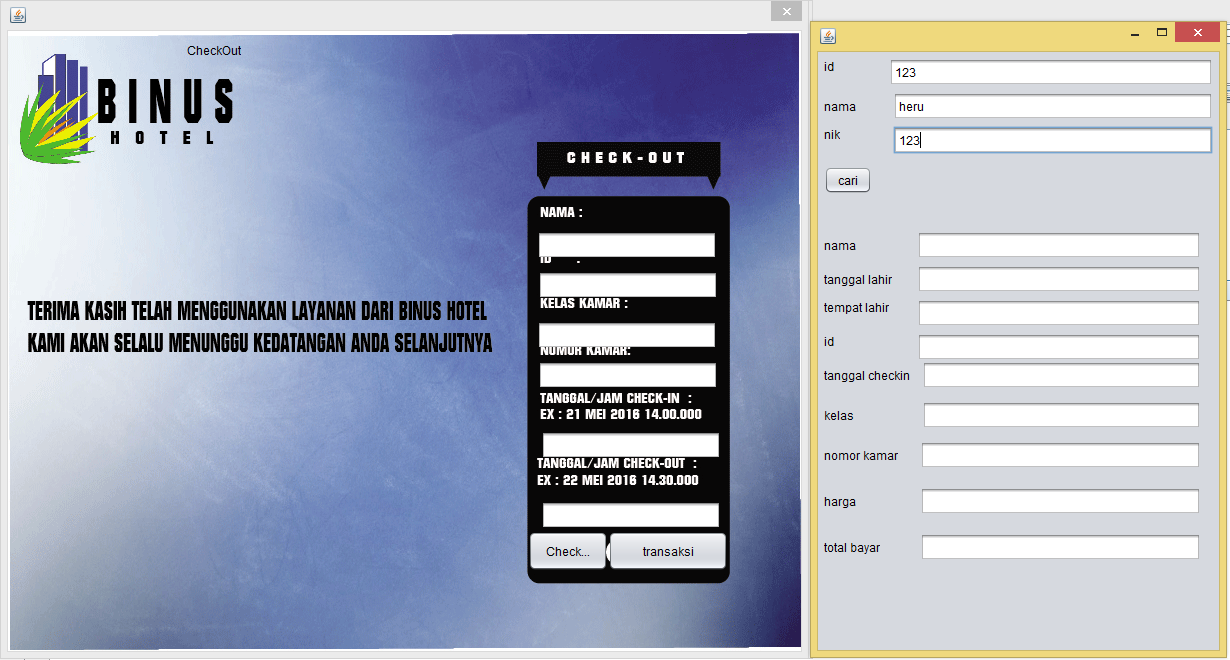 CheckOut
BINUS
HOTEL
CHECK-OUT
NAMA :
ID :
KELAS KAMAR :
NOMOR KAMAR:
TANGGAL/JAM CHECK-IN :
EX : 21 MEI 2016 14.00.000
TANGGAL/JAM CHECK-OUT :
EX : 22 MEI 2016 14.30.000
Check...
transaksi
TERIMA KASIH TELAH MENGGUNAKAN LAYANAN DARI BINUS HOTEL
KAMI AKAN SELALU MENUNGGU KEDATANGAN ANDA SELANJUTNYA
id 123
nama heru
nik 123
cari
nama
tanggal lahir
tempat lahir
id
tanggal checkin
kelas
nomor kamar
harga
total bayar